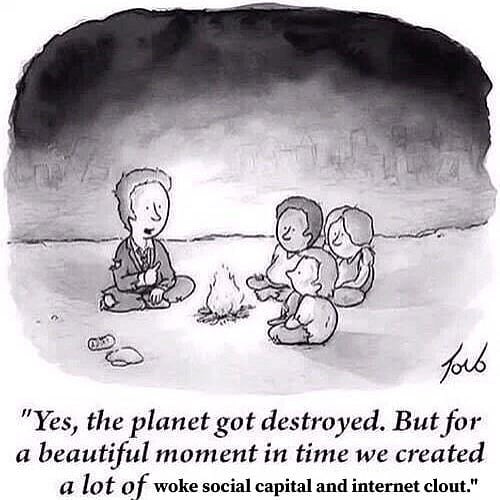 Toro
"Yes, the planet got destroyed. But for
a beautiful moment in time we created
a lot of woke social capital and internet clout."